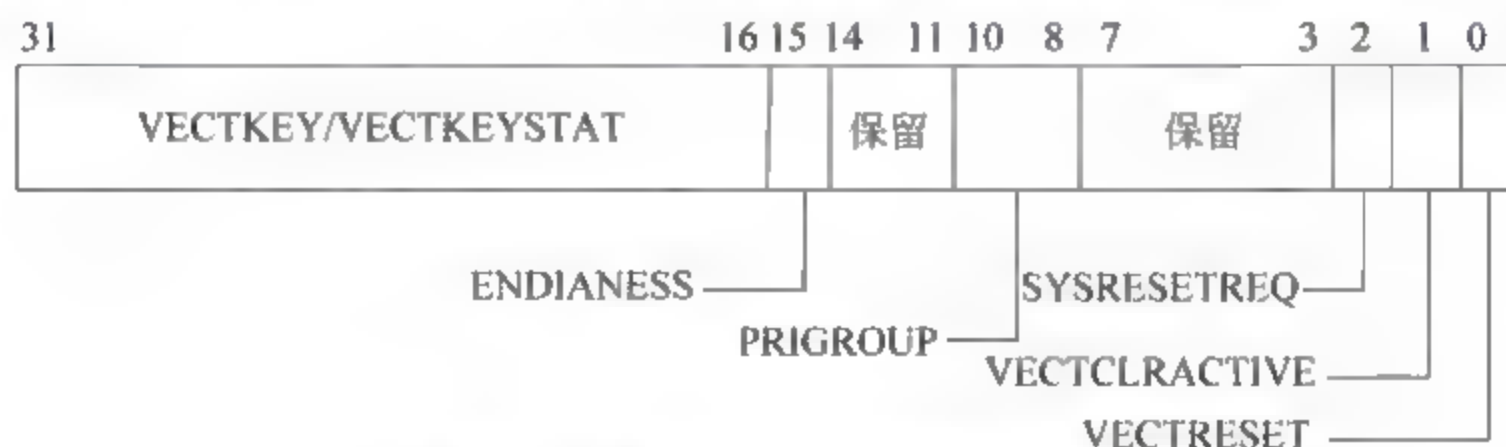 31 16 15 14 11 10 8 7 3 2 1 0
VECTKEY/VECTKEYSTAT 保留 保留
ENDIANESS SYSRESETREQ
PRIGROUP
VECTCLRACTIVE
VECTRESET